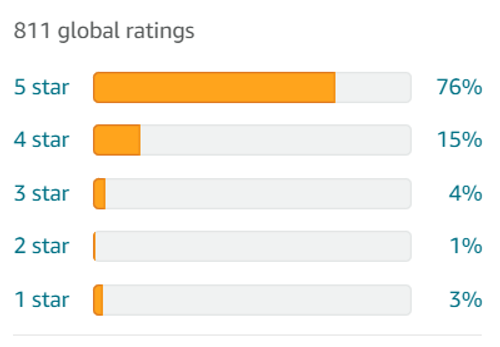 811 global ratings
5 star 76%
4 star 15%
3 star 4%
2 star 1%
1 star 3%